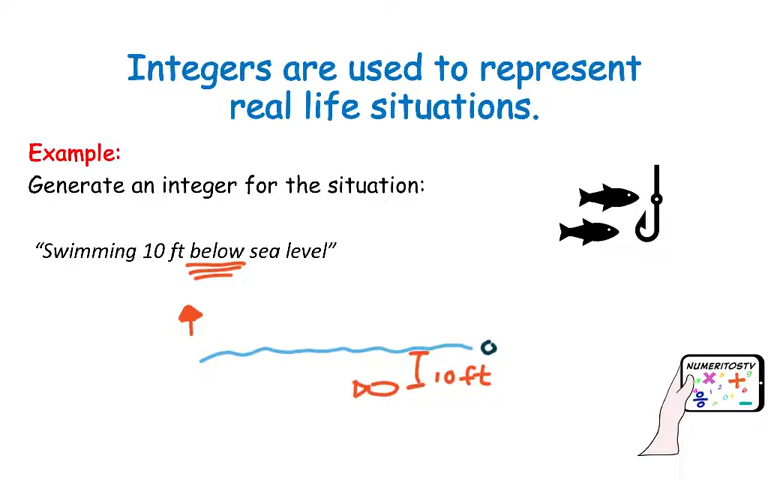 Integers are used to represent
real life situations.
Example:
Generate an integer for the situation:
“Swimming 10 ft below sea level”
0
10 ft
NUMERITOSTV